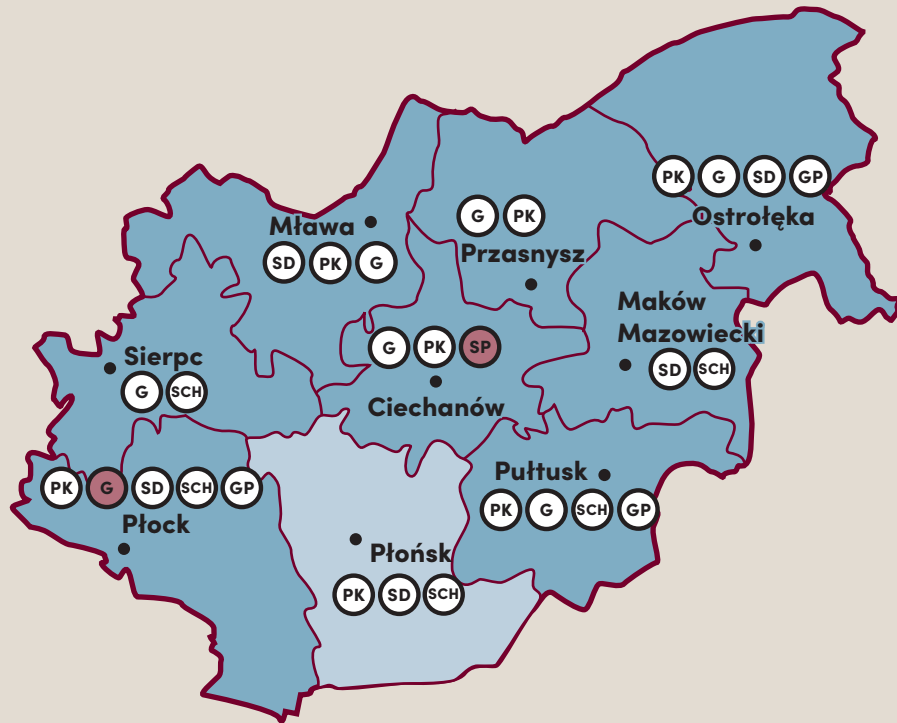 PK G SD GP
Ostrołęka
G PK
Przasnysz
Mława
SD PK G
Maków
Mazowiecki
SD SCH
G PK SP
Ciechanów
Sierpc
G SCH
PK G SD SCH GP
Płock
Pułtusk
PK G SCH GP
Płońsk
PK SD SCH